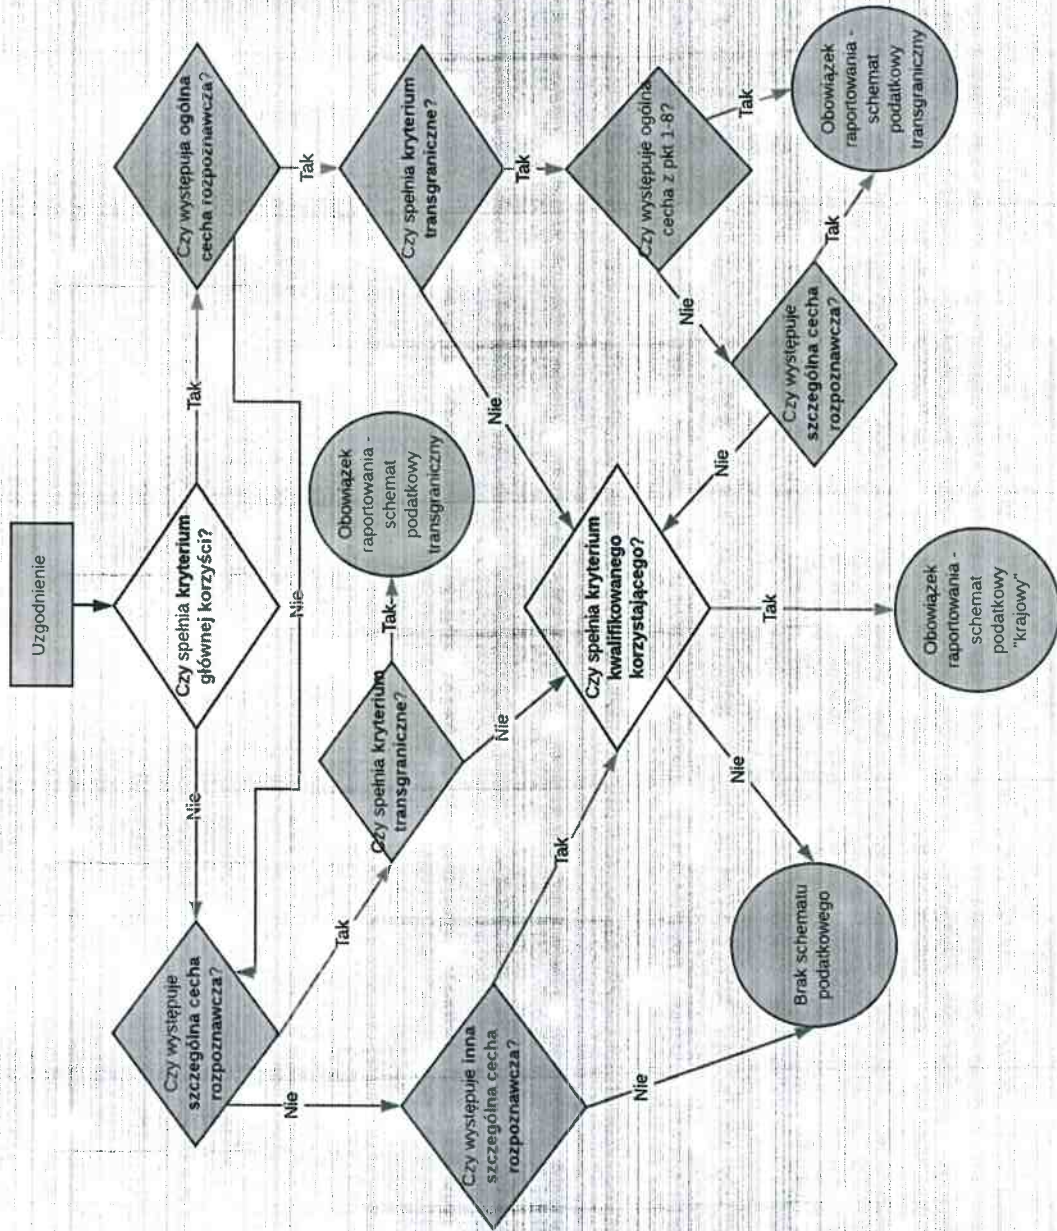 Uzgodnienie
Czy spełnia kryterium
głównej korzyści?
Nie
Tak
Czy występuje
szczególna cecha
rozpoznawcza?
Czy występuja ogólna
cecha rozpoznawcza?
Nie
Tak
Nie
Tak
Czy spełnia kryterium
transgraniczne?
Tak
Obowiązek
raportowania -
schemat
podatkowy
transgraniczny
Czy spełnia kryterium
transgraniczne?
Nie
Nie
Tak
Czy występuje inna
szczególna cecha
rozpoznawcza?
Tak
Nie
Czy spełnia kryterium
kwalifikowanego
korzystającego?
Czy występuje ogólna
cecha z pkt 1-8?
Nie
Tak
Czy występuje
szczególna cecha
rozpoznawcza?
Nie
Tak
Obowiązek
raportowania -
schemat
podatkowy
transgraniczny
Nie
Tak
Brak schematu
podatkowego
Obowiązek
raportowania -
schemat
podatkowy
"krajowy"